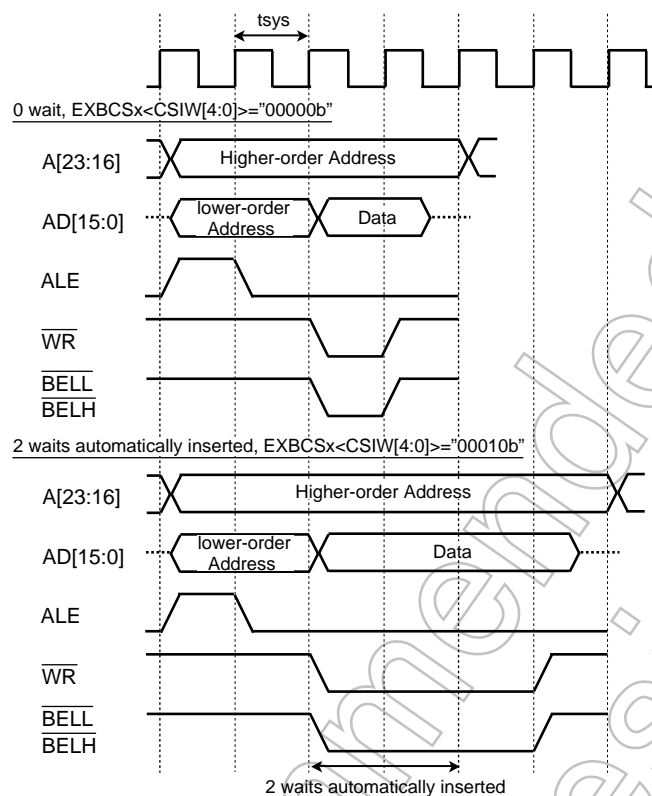 tsys
0 wait, EXBCSx<CSIW[4:0]>="00000b"
A[23:16]
Higher-order Address
AD[15:0]
lower-order
Address
Data
ALE
WR
BELL
BELH
2 waits automatically inserted, EXBCSx<CSIW[4:0]>="00010b"
A[23:16]
Higher-order Address
AD[15:0]
lower-order
Address
Data
ALE
WR
BELL
BELH
2 waits automatically inserted